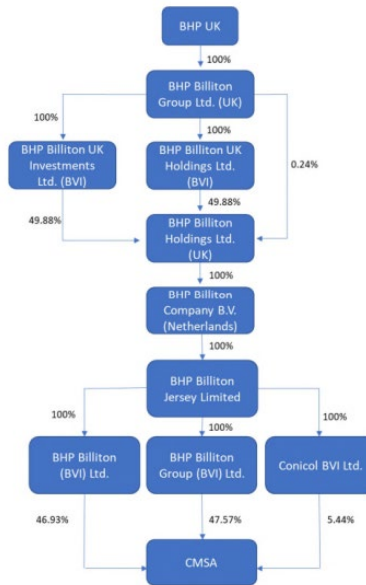 BHP UK
100%
BHP Billiton
Group Ltd. (UK)
100%
100%
0.24%
BHP Billiton UK
Investments
Ltd. (BVI)
BHP Billiton UK
Holdings Ltd.
(BVI)
49.88%
49.88%
BHP Billiton
Holdings Ltd.
(UK)
100%
BHP Billiton
Company B.V.
(Netherlands)
100%
BHP Billiton
Jersey Limited
100%
100%
100%
BHP Billiton
(BVI) Ltd.
BHP Billiton
Group (BVI) Ltd.
Conicol BVI Ltd.
46.93%
47.57%
5.44%
CMSA